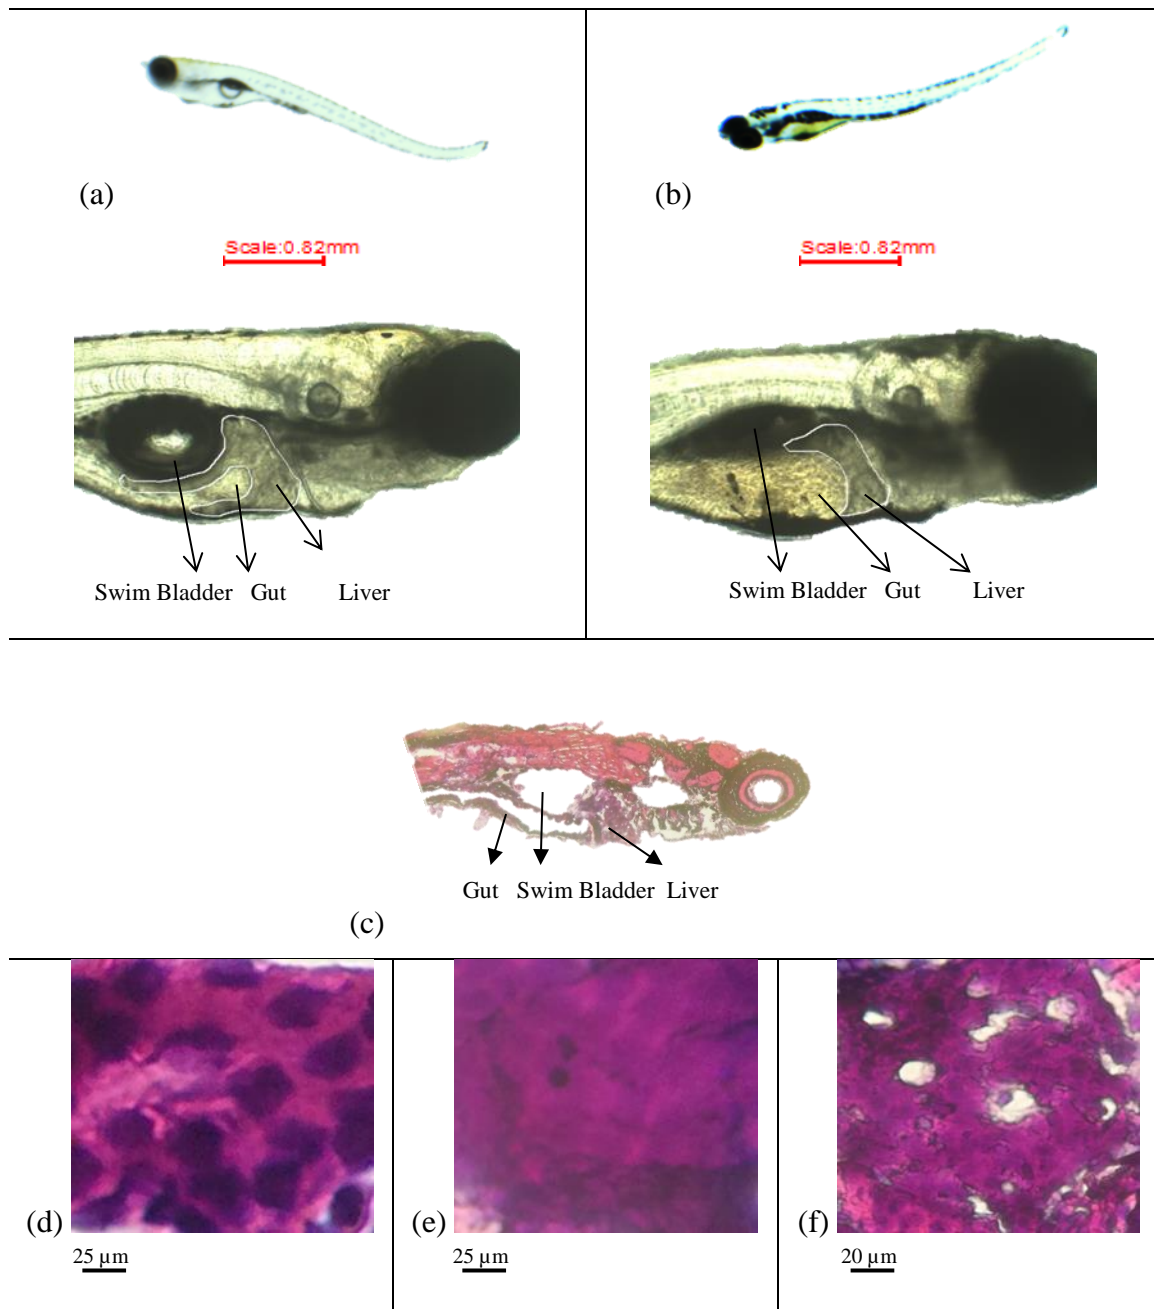 (a)
(b)
Scale:0.82mm
Scale:0.82mm
Swim Bladder Gut Liver
Swim Bladder Gut Liver
Gut Swim Bladder Liver
(c)
(d)
(e)
(f)
25 µm
25 µm
20 µm